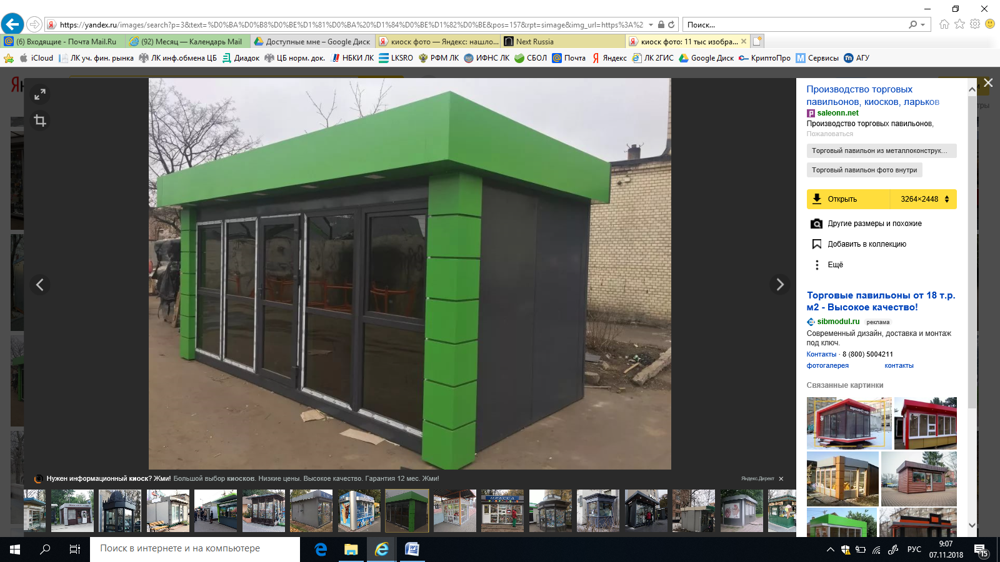 https://yandex.ru/images/search?p=3&text=%D0%BA%D0%B8%D0%BE%D1%81%D0%BA%20%D1%84%D0%BE%D1%82%D0%BE&pos=157&rpt=simage&img_url=https%3A%2
Поиск...
(6) Входящие - Почта Mail.Ru
(92) Месяц — Календарь Mail
Доступные мне – Google Диск
киоск фото — Яндекс: нашло...
Next Russia
киоск фото: 11 тыс изобра...
iCloud
ЛК уч. фин. рынка
ЛК инф.обмена ЦБ
Диадок
ЦБ норм. док.
НБКИ ЛК
LKSRO
РФМ ЛК
ИФНС ЛК
СБОЛ
Почта
Яндекс
ЛК 2ГИС
Google Диск
КриптоПро
Сервисы
АГУ
Производство торговых
павильонов, киосков, ларьков
saleonn.net
Производство торговых павильонов,
Пожаловаться
Торговый павильон из металлоконструк...
Торговый павильон фото внутри
Открыть
3264×2448
Другие размеры и похожие
Добавить в коллекцию
Ещё
Торговые павильоны от 18 т.р.
м2 - Высокое качество!
sibmodul.ru реклама
Современный дизайн, доставка и монтаж
под ключ.
Контакты · 8 (800) 5004211
фотогалерея контакты
Связанные картинки
Нужен информационный киоск? Жми! Большой выбор киосков. Низкие цены. Высокое качество. Гарантия 12 мес. Жми!
Яндекс.Директ
ПРЕССА
Поиск в интернете и на компьютере
РУС
9:07
07.11.2018
15